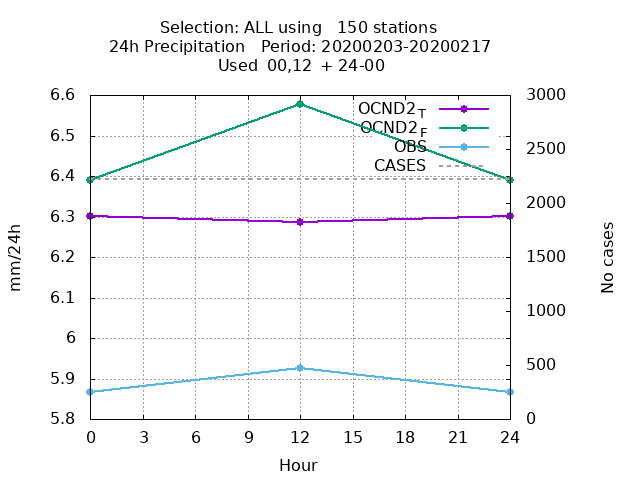 Selection: ALL using   150 stations
24h Precipitation   Period: 20200203-20200217
Used  00,12  + 24-00
OCND2T
OCND2F
OBS
CASES
6.6
6.5
6.4
6.3
6.2
6.1
6
5.9
5.8
3000
2500
2000
1500
1000
500
0
mm/24h
No cases
0 3 6 9 12 15 18 21 24
Hour